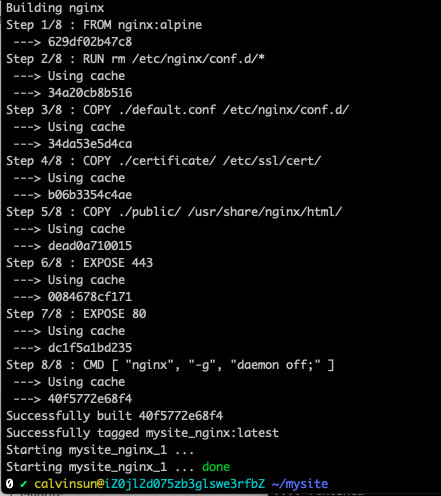 Building nginx
Step 1/8 : FROM nginx:alpine
---> 629df02b47c8
Step 2/8 : RUN rm /etc/nginx/conf.d/*
---> Using cache
---> 34a20cb8b516
Step 3/8 : COPY ./default.conf /etc/nginx/conf.d/
---> Using cache
---> 34da53e5d4ca
Step 4/8 : COPY ./certificate/ /etc/ssl/cert/
---> Using cache
---> b06b3354c4ae
Step 5/8 : COPY ./public/ /usr/share/nginx/html/
---> Using cache
---> dead0a710015
Step 6/8 : EXPOSE 443
---> Using cache
---> 0084678cf171
Step 7/8 : EXPOSE 80
---> Using cache
---> dc1f5a1bd235
Step 8/8 : CMD [ "nginx", "-g", "daemon off;" ]
---> Using cache
---> 40f5772e68f4
Successfully built 40f5772e68f4
Successfully tagged mysite_nginx:latest
Starting mysite_nginx_1 ...
Starting mysite_nginx_1 ... done
0 ✔ calvinsun@iZ0jl2d075zb3glswe3rfbZ ~/mysite